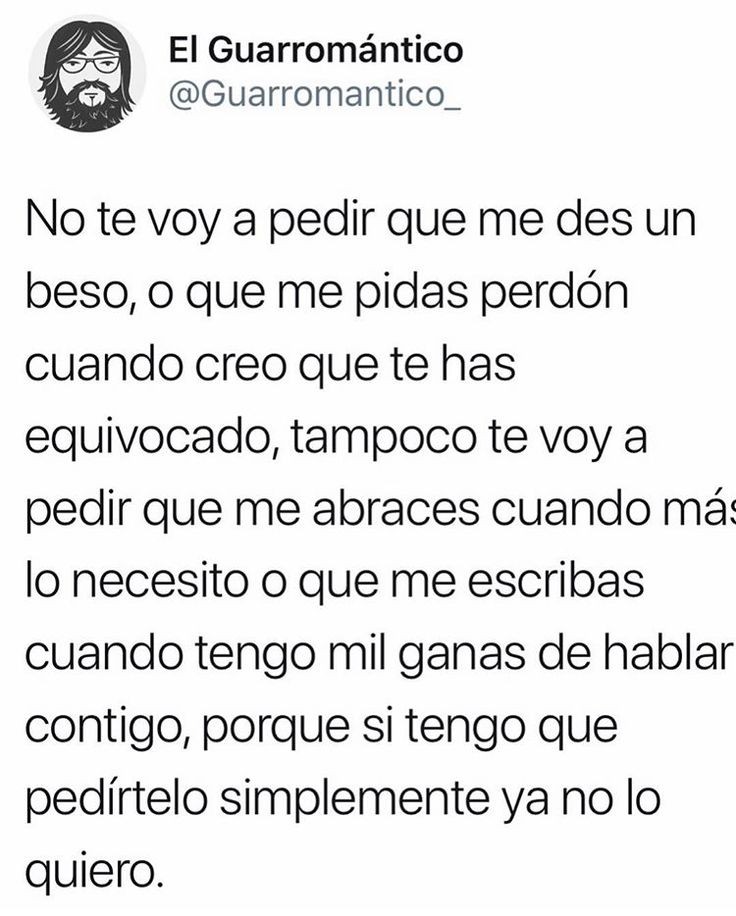 El Guarromántico
@Guarromantico_
No te voy a pedir que me des un
beso, o que me pidas perdón
cuando creo que te has
equivocado, tampoco te voy a
pedir que me abraces cuando más
lo necesito o que me escribas
cuando tengo mil ganas de hablar
contigo, porque si tengo que
pedírtelo simplemente ya no lo
quiero.